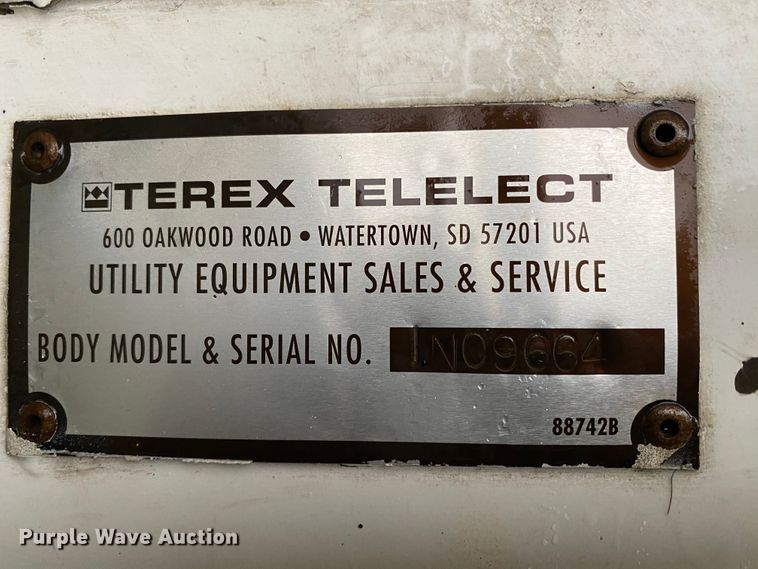 TEREX TELELECT
600 OAKWOOD ROAD • WATERTOWN, SD 57201 USA
UTILITY EQUIPMENT SALES & SERVICE
BODY MODEL & SERIAL NO. 1N09664
88742B
Purple Wave Auction